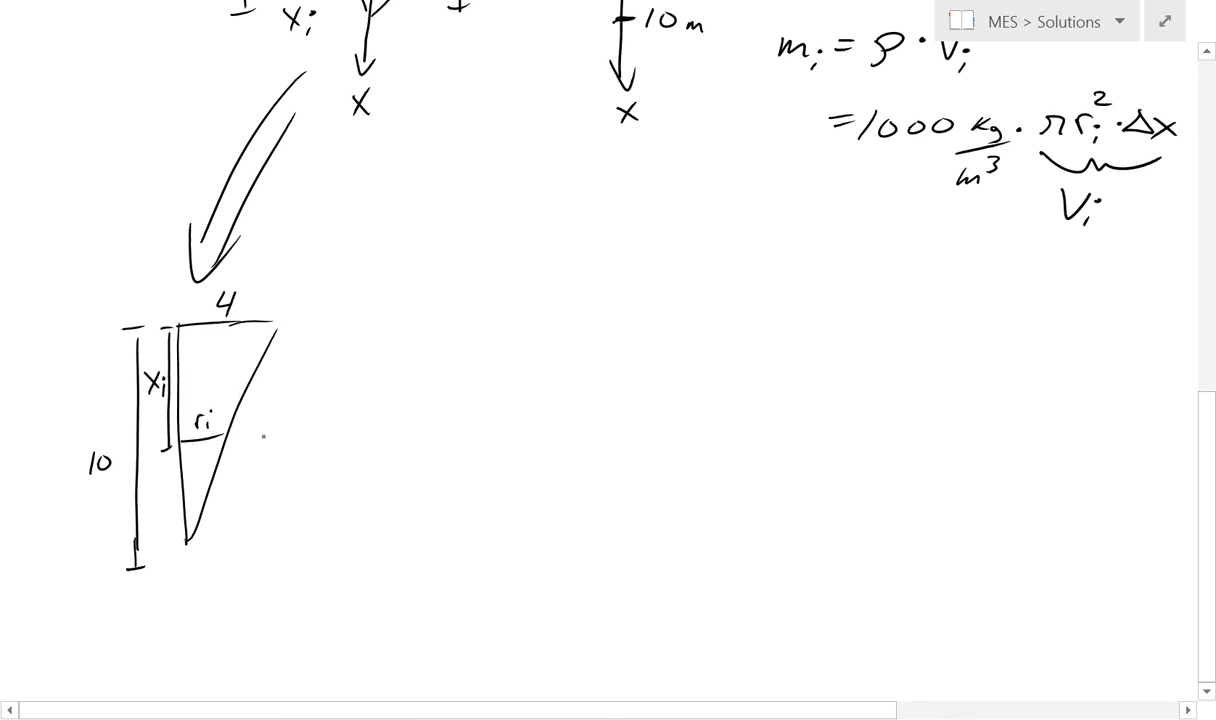 xᵢ
10 m
x
x
MES > Solutions
mᵢ = ρ · Vᵢ
= 1000 kg/m³ · πrᵢ² · Δx
Vᵢ
4
xᵢ
rᵢ
10